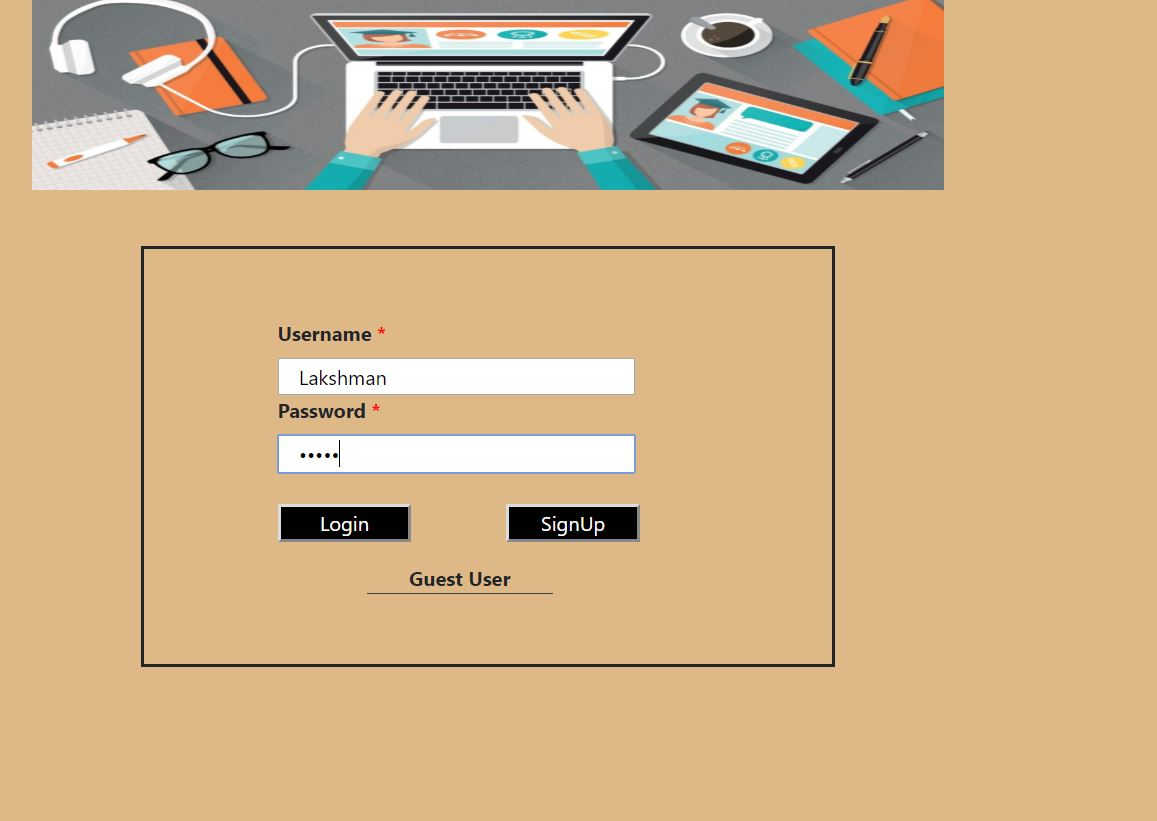 Username *
Lakshman
Password *
•••••
Login
SignUp
Guest User